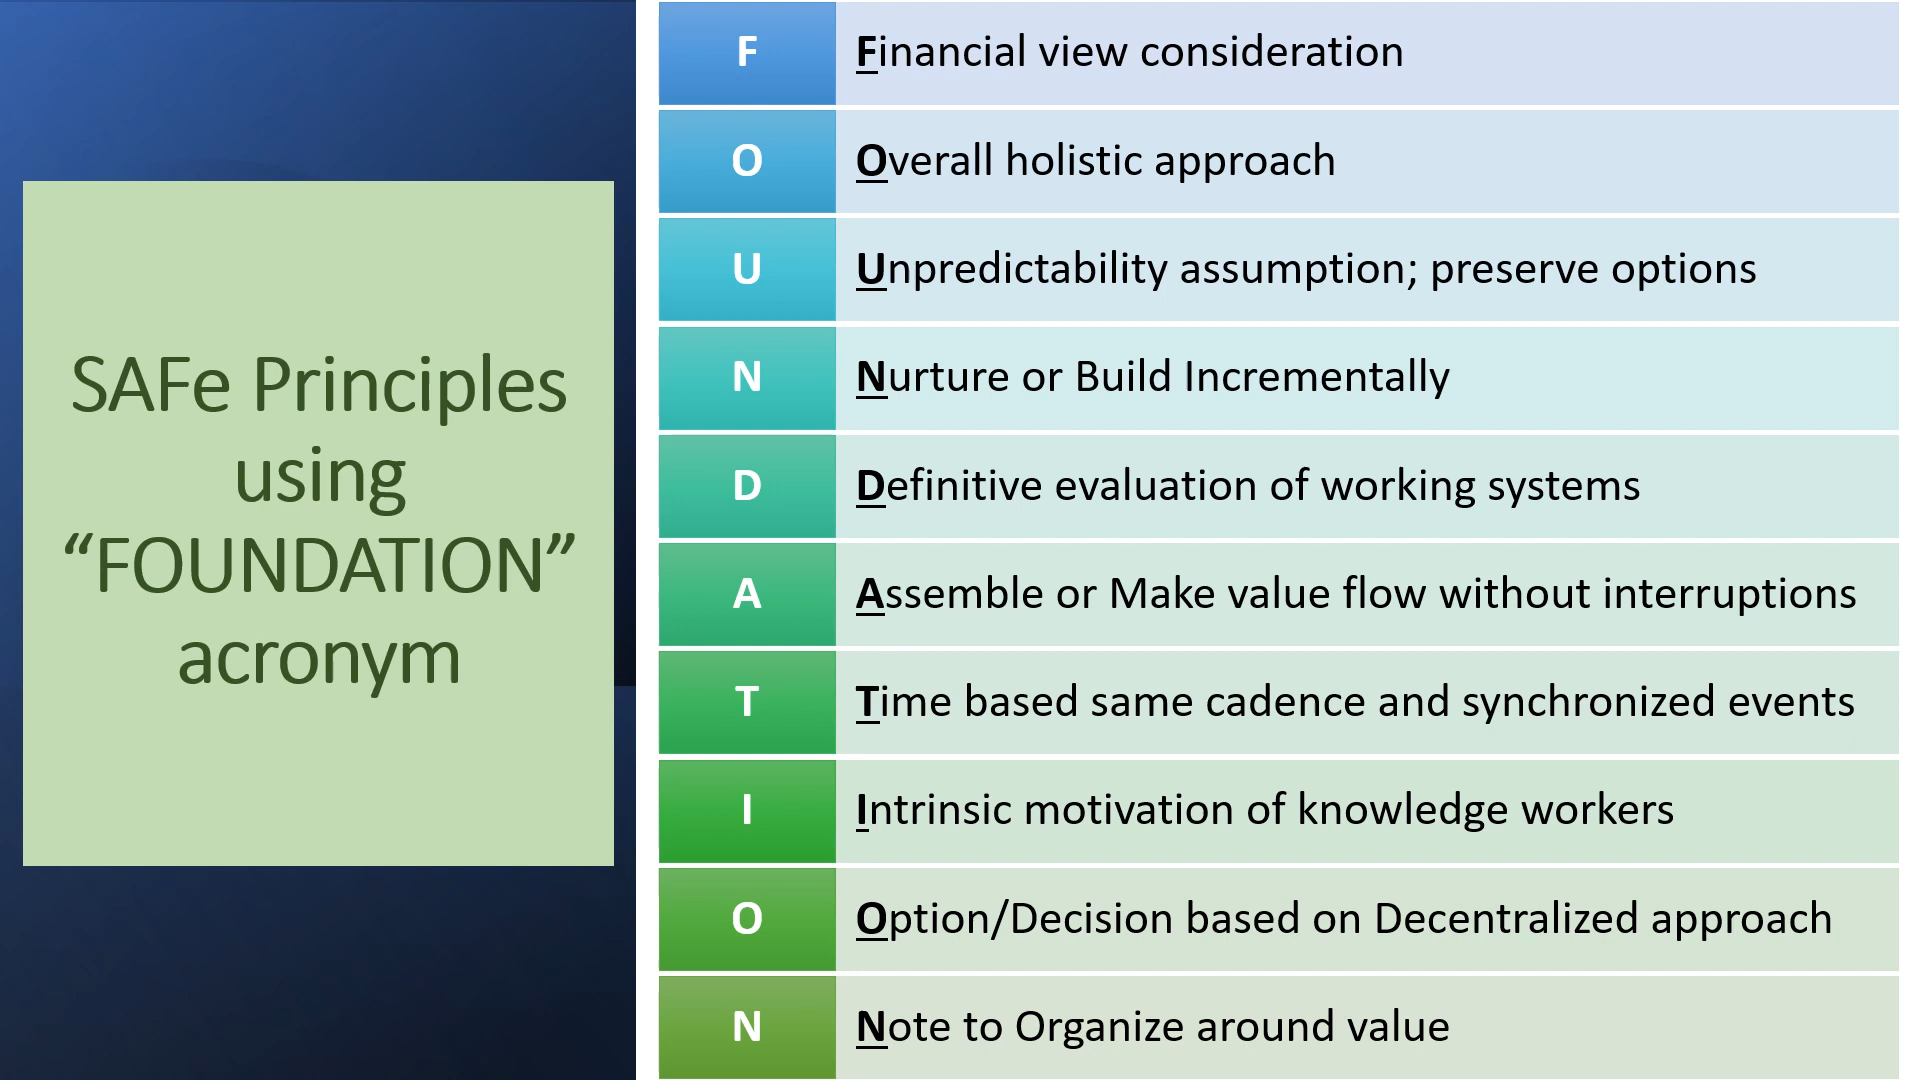 SAFe Principles
using
“FOUNDATION”
acronym
F Financial view consideration
O Overall holistic approach
U Unpredictability assumption; preserve options
N Nurture or Build Incrementally
D Definitive evaluation of working systems
A Assemble or Make value flow without interruptions
T Time based same cadence and synchronized events
I Intrinsic motivation of knowledge workers
O Option/Decision based on Decentralized approach
N Note to Organize around value